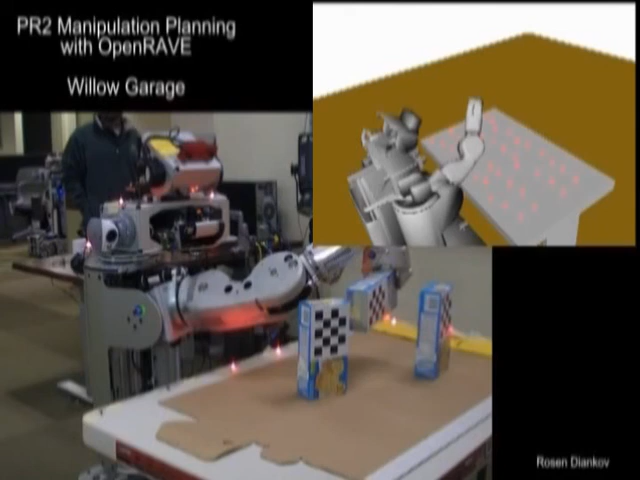 PR2 Manipulation Planning
with OpenRAVE
Willow Garage
Rosen Diankov